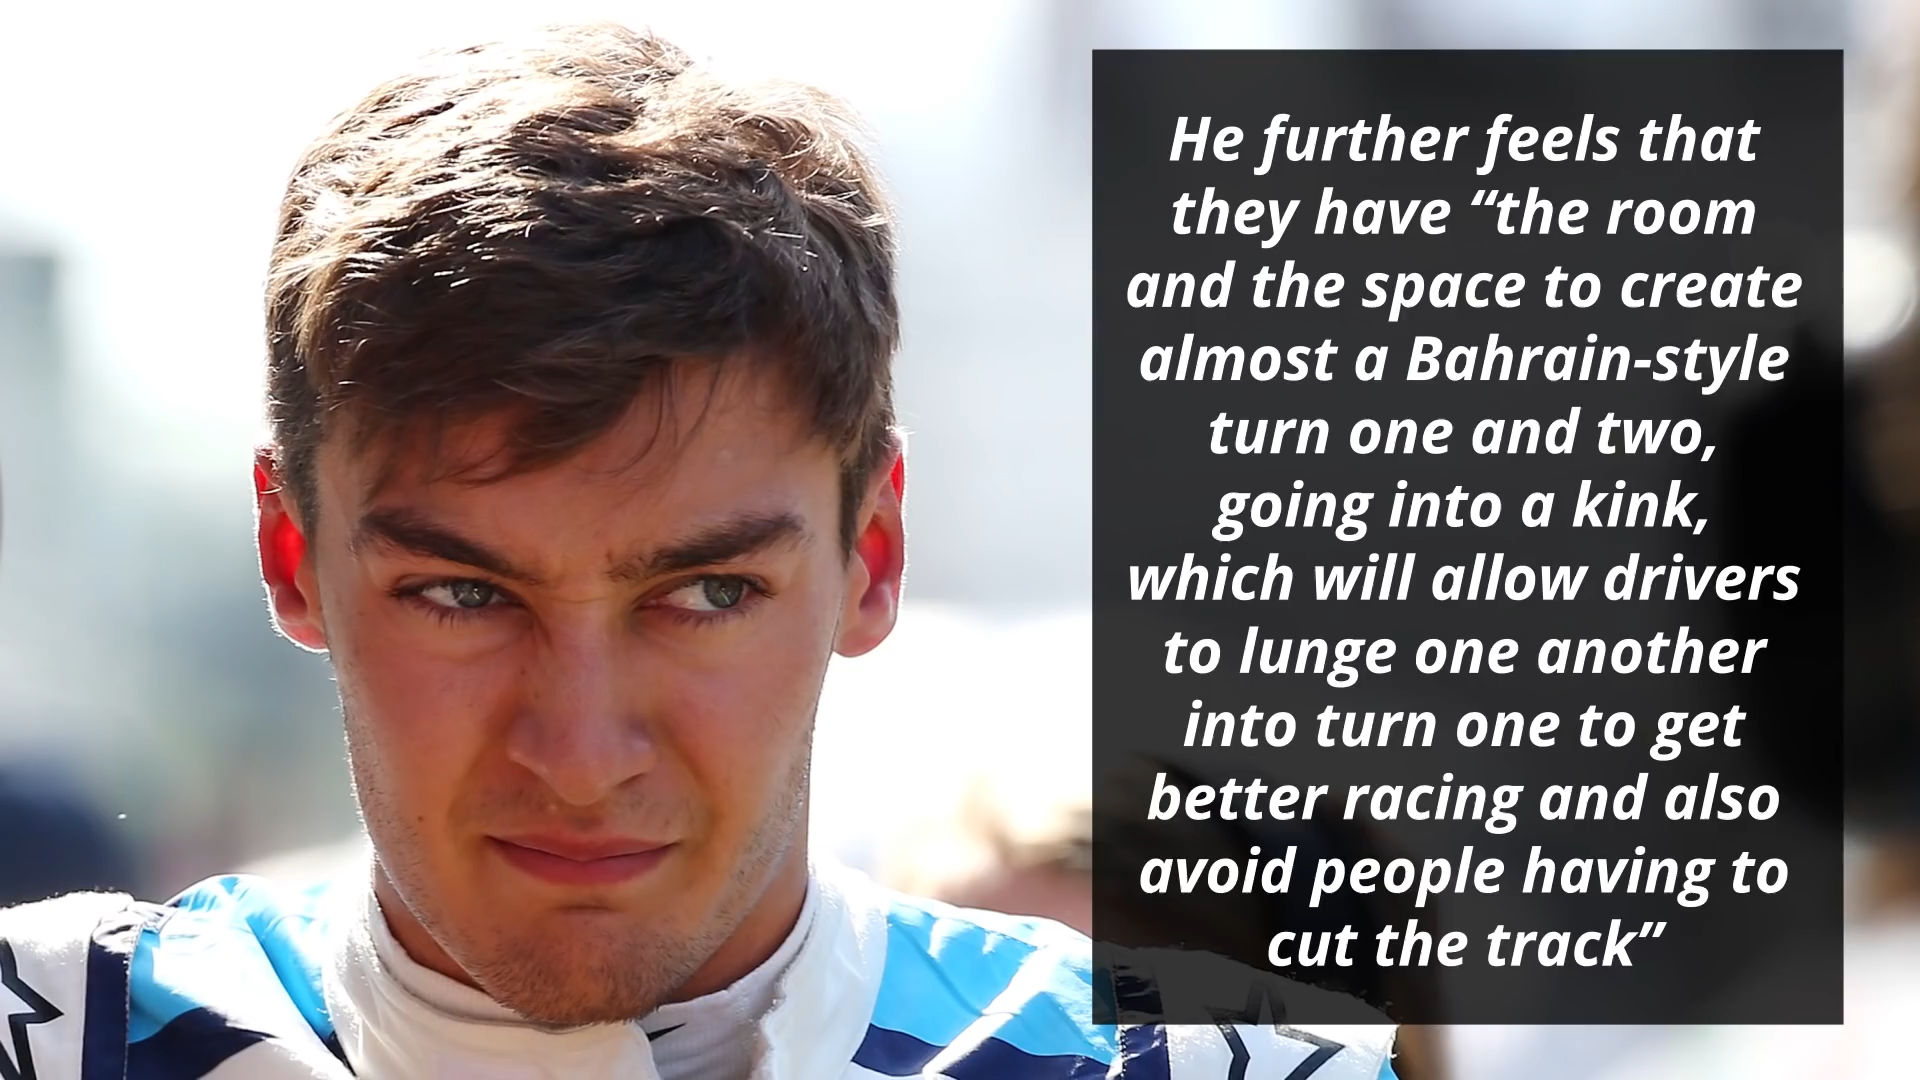 He further feels that
they have “the room
and the space to create
almost a Bahrain-style
turn one and two,
going into a kink,
which will allow drivers
to lunge one another
into turn one to get
better racing and also
avoid people having to
cut the track”